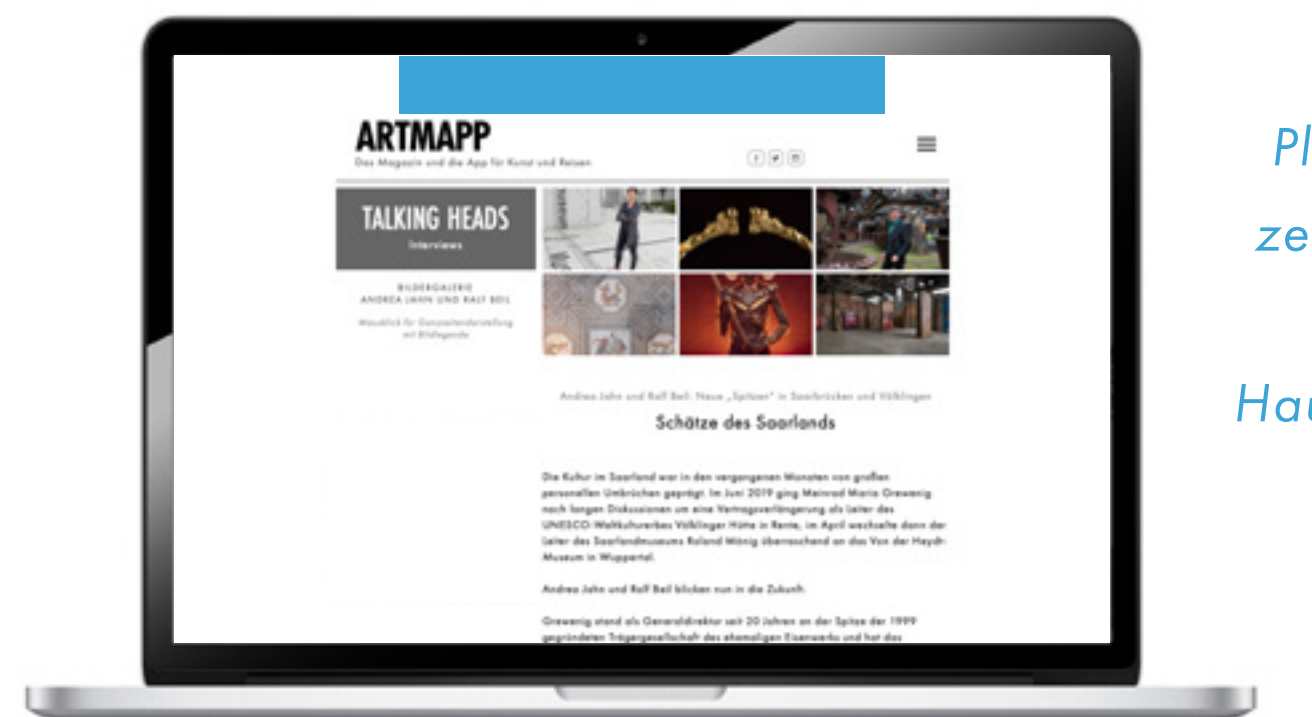 ARTMAPP
Das Magazin und die App für Kunst und Reisen
TALKING HEADS
Interviews
BILDERGALERIE
ANDREA JAHN UND RALF BEIL
Mausklick für Ganzseitendarstellung
mit Bildlegende
Andrea Jahn und Ralf Beil: Neue „Spitzen“ in Saarbrücken und Völklingen
Schätze des Saarlands
Die Kultur im Saarland war in den vergangenen Monaten von großen
personellen Umbrüchen geprägt. Im Juni 2019 ging Meinrad Maria Grewenig
nach langen Diskussionen um eine Vertragsverlängerung als Leiter des
UNESCO-Weltkulturerbes Völklinger Hütte in Rente, im April wechselte dann der
Leiter des Saarlandmuseums Roland Mönig überraschend an das Von der Heydt-
Museum in Wuppertal.
Andrea Jahn und Ralf Beil blicken nun in die Zukunft.
Grewenig stand als Generaldirektor seit 20 Jahren an der Spitze der 1999
gegründeten Trägergesellschaft des ehemaligen Eisenwerks und hat das
Pl
ze
Hau